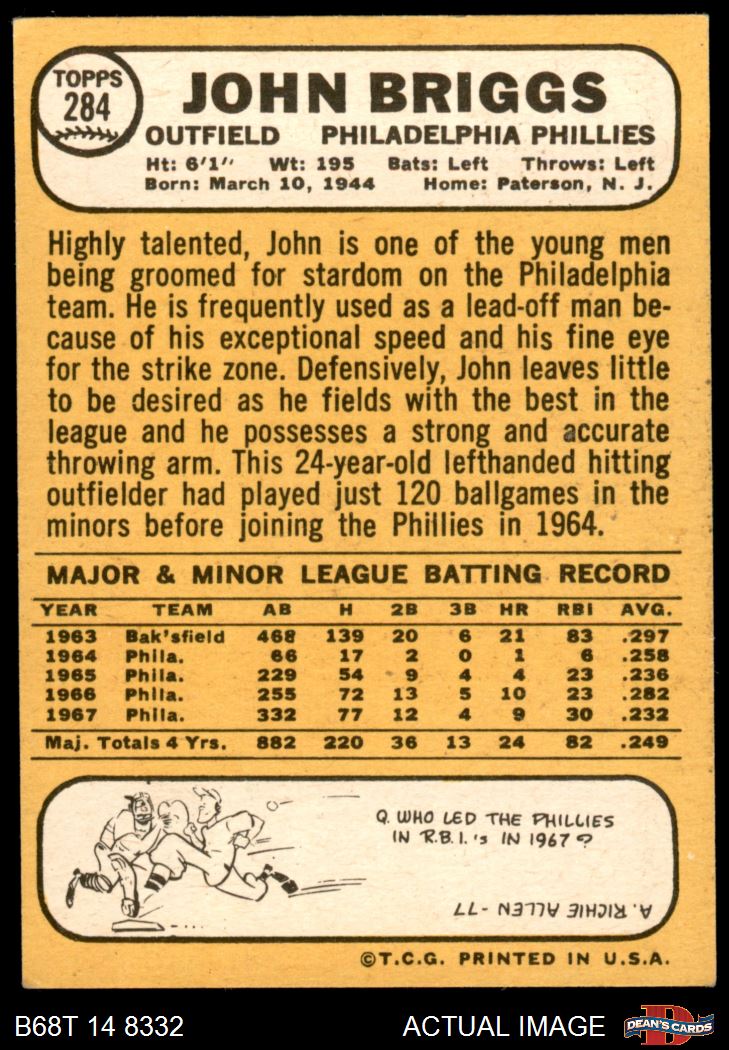 TOPPS
284
JOHN BRIGGS
OUTFIELD PHILADELPHIA PHILLIES
Ht: 6'1" Wt: 195 Bats: Left Throws: Left
Born: March 10, 1944 Home: Paterson, N. J.
Highly talented, John is one of the young men
being groomed for stardom on the Philadelphia
team. He is frequently used as a lead-off man be-
cause of his exceptional speed and his fine eye
for the strike zone. Defensively, John leaves little
to be desired as he fields with the best in the
league and he possesses a strong and accurate
throwing arm. This 24-year-old lefthanded hitting
outfielder had played just 120 ballgames in the
minors before joining the Phillies in 1964.
MAJOR & MINOR LEAGUE BATTING RECORD
YEAR TEAM AB H 2B 3B HR RBI AVG.
1963 Bak'sfield 468 139 20 6 21 83 .297
1964 Phila. 66 17 2 0 1 6 .258
1965 Phila. 229 54 9 4 4 23 .236
1966 Phila. 255 72 13 5 10 23 .282
1967 Phila. 332 77 12 4 9 30 .232
Maj. Totals 4 Yrs. 882 220 36 13 24 82 .249
Q. WHO LED THE PHILLIES
IN R.B.I.'s IN 1967?
A. RICHIE ALLEN -77
©T.C.G. PRINTED IN U.S.A.
B68T 14 8332 ACTUAL IMAGE DEAN'S CARDS